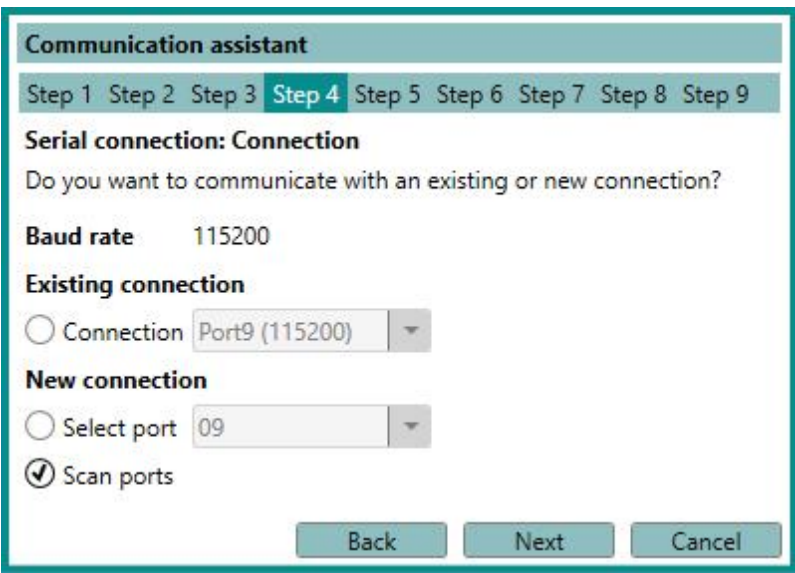 Communication assistant
Step 1 Step 2 Step 3 Step 4 Step 5 Step 6 Step 7 Step 8 Step 9
Serial connection: Connection
Do you want to communicate with an existing or new connection?
Baud rate 115200
Existing connection
Connection Port9 (115200)
New connection
Select port 09
Scan ports
Back Next Cancel